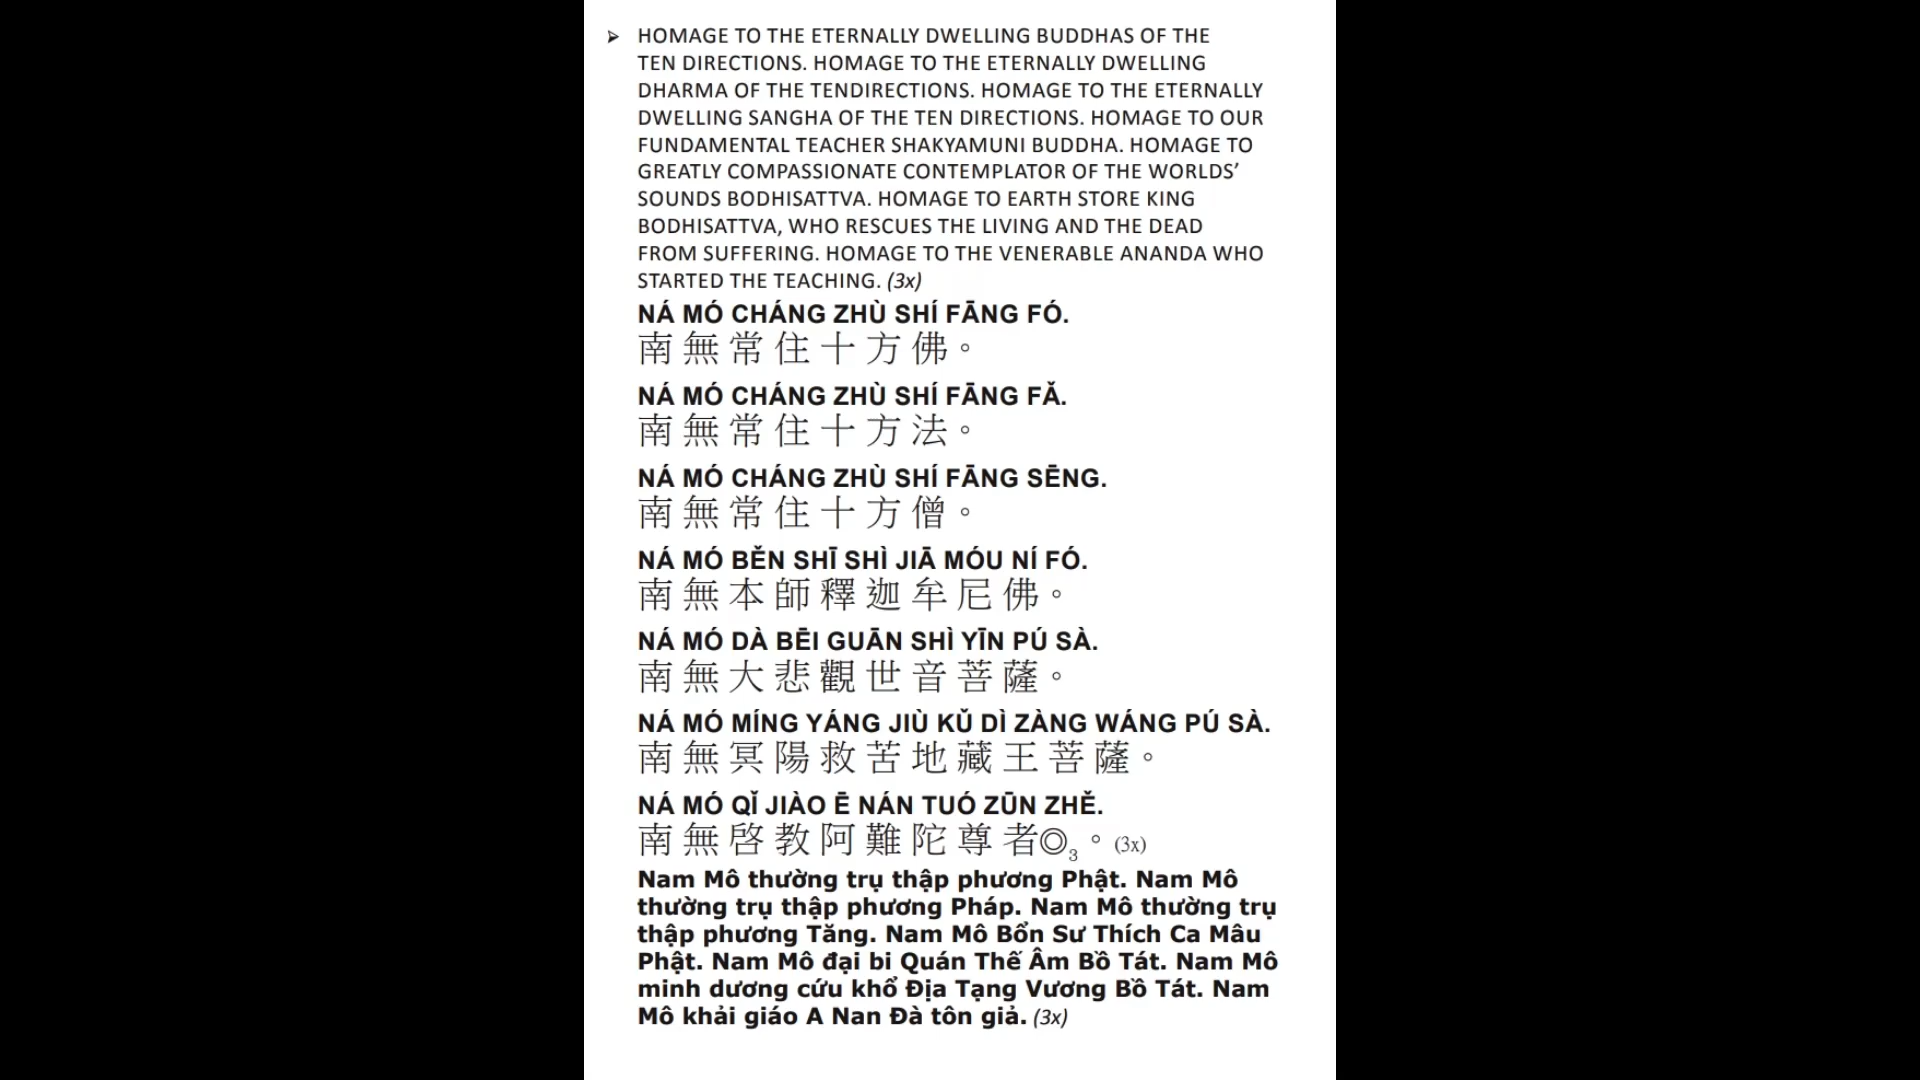 ➢ HOMAGE TO THE ETERNALLY DWELLING BUDDHAS OF THE
TEN DIRECTIONS. HOMAGE TO THE ETERNALLY DWELLING
DHARMA OF THE TENDIRECTIONS. HOMAGE TO THE ETERNALLY
DWELLING SANGHA OF THE TEN DIRECTIONS. HOMAGE TO OUR
FUNDAMENTAL TEACHER SHAKYAMUNI BUDDHA. HOMAGE TO
GREATLY COMPASSIONATE CONTEMPLATOR OF THE WORLDS’
SOUNDS BODHISATTVA. HOMAGE TO EARTH STORE KING
BODHISATTVA, WHO RESCUES THE LIVING AND THE DEAD
FROM SUFFERING. HOMAGE TO THE VENERABLE ANANDA WHO
STARTED THE TEACHING. (3x)
NÁ MÓ CHÁNG ZHÙ SHÍ FĀNG FÓ.
南無常住十方佛。
NÁ MÓ CHÁNG ZHÙ SHÍ FĀNG FǍ.
南無常住十方法。
NÁ MÓ CHÁNG ZHÙ SHÍ FĀNG SĒNG.
南無常住十方僧。
NÁ MÓ BĚN SHĪ SHÌ JIĀ MÓU NÍ FÓ.
南無本師釋迦牟尼佛。
NÁ MÓ DÀ BĒI GUĀN SHÌ YĪN PÚ SÀ.
南無大悲觀世音菩薩。
NÁ MÓ MÍNG YÁNG JIÙ KǓ DÌ ZÀNG WÁNG PÚ SÀ.
南無冥陽救苦地藏王菩薩。
NÁ MÓ QǏ JIÀO Ē NÁN TUÓ ZŪN ZHĚ.
南無啓教阿難陀尊者◎3。(3x)
Nam Mô thường trụ thập phương Phật. Nam Mô
thường trụ thập phương Pháp. Nam Mô thường trụ
thập phương Tăng. Nam Mô Bổn Sư Thích Ca Mâu
Phật. Nam Mô đại bi Quán Thế Âm Bồ Tát. Nam Mô
minh dương cứu khổ Địa Tạng Vương Bồ Tát. Nam
Mô khải giáo A Nan Đà tôn giả. (3x)